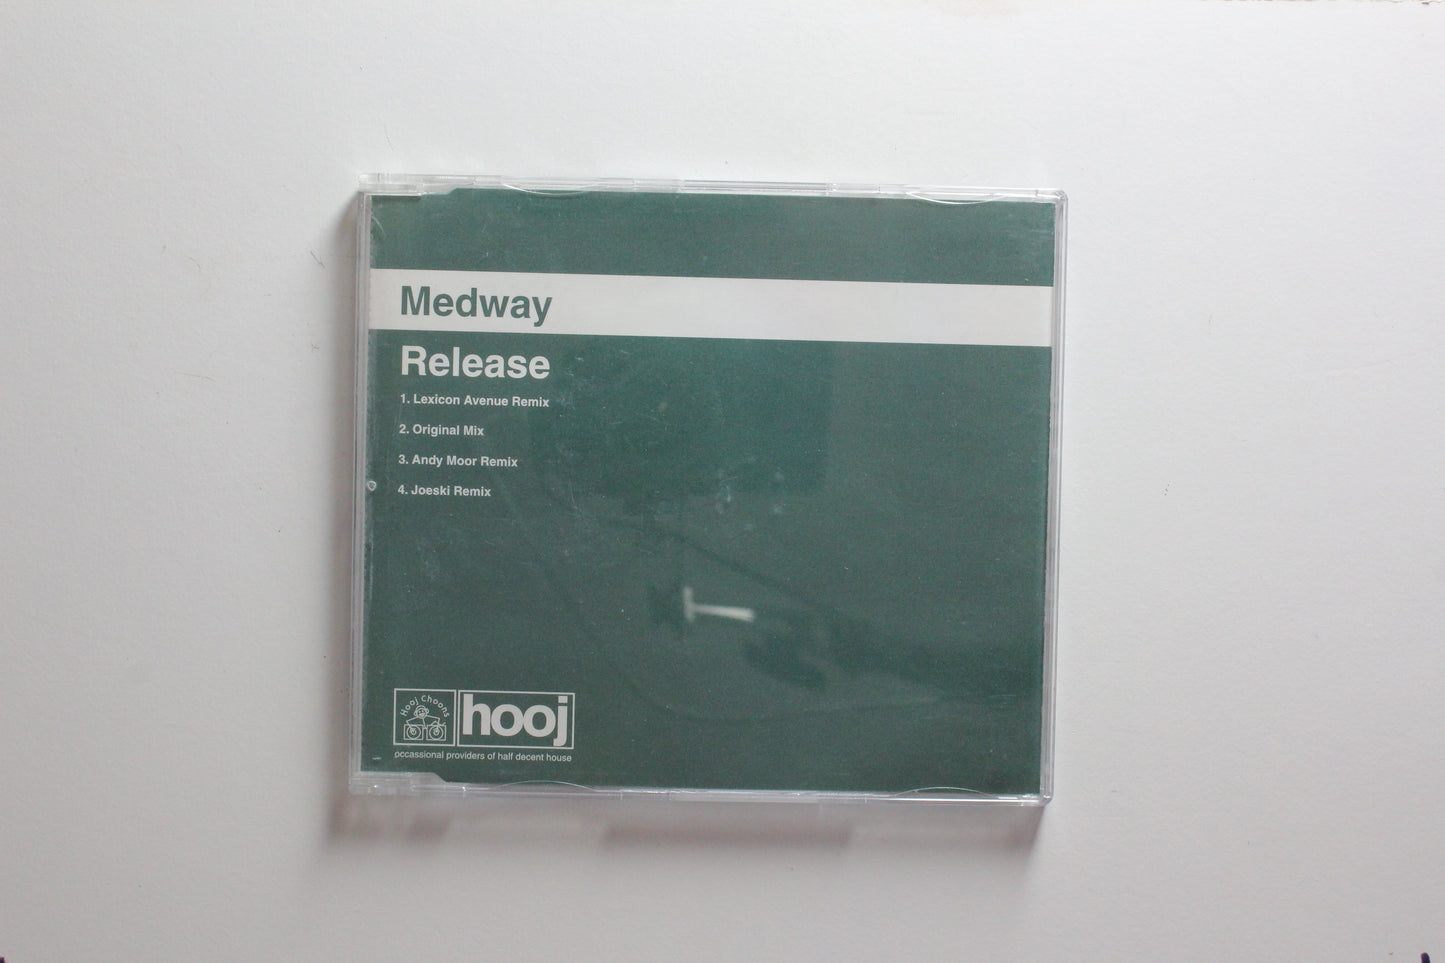 Medway
Release
1. Lexicon Avenue Remix
2. Original Mix
3. Andy Moor Remix
4. Joeski Remix
Hooj Choons
hooj
occassional providers of half decent house